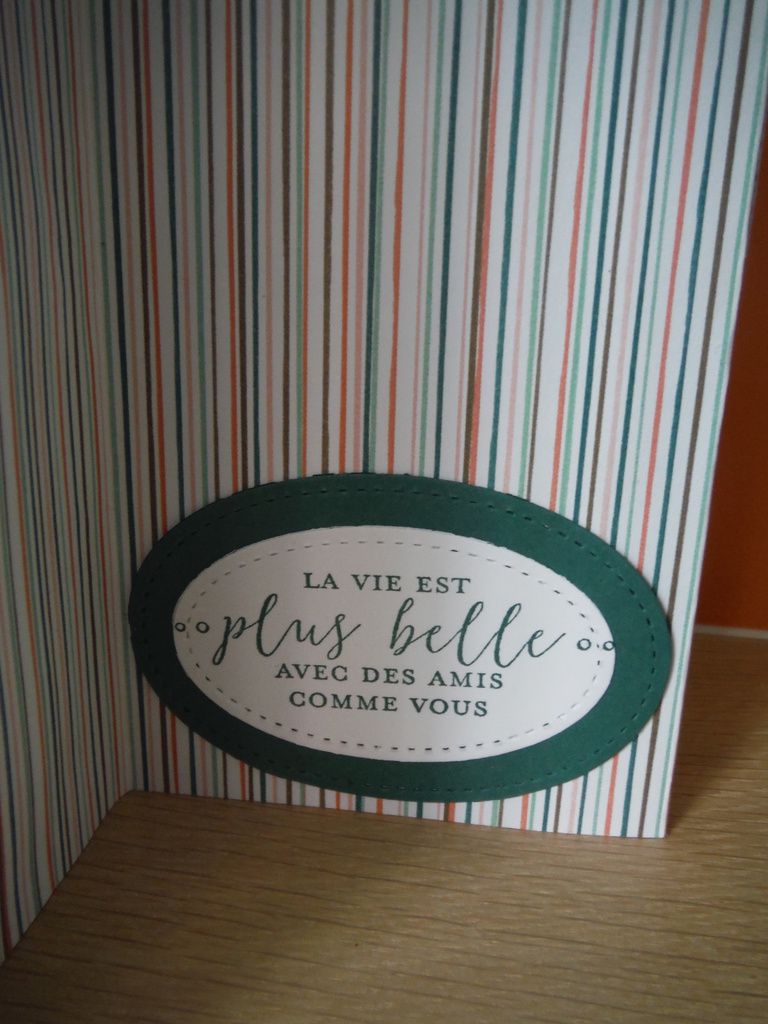 LA VIE EST
plus belle
AVEC DES AMIS
COMME VOUS